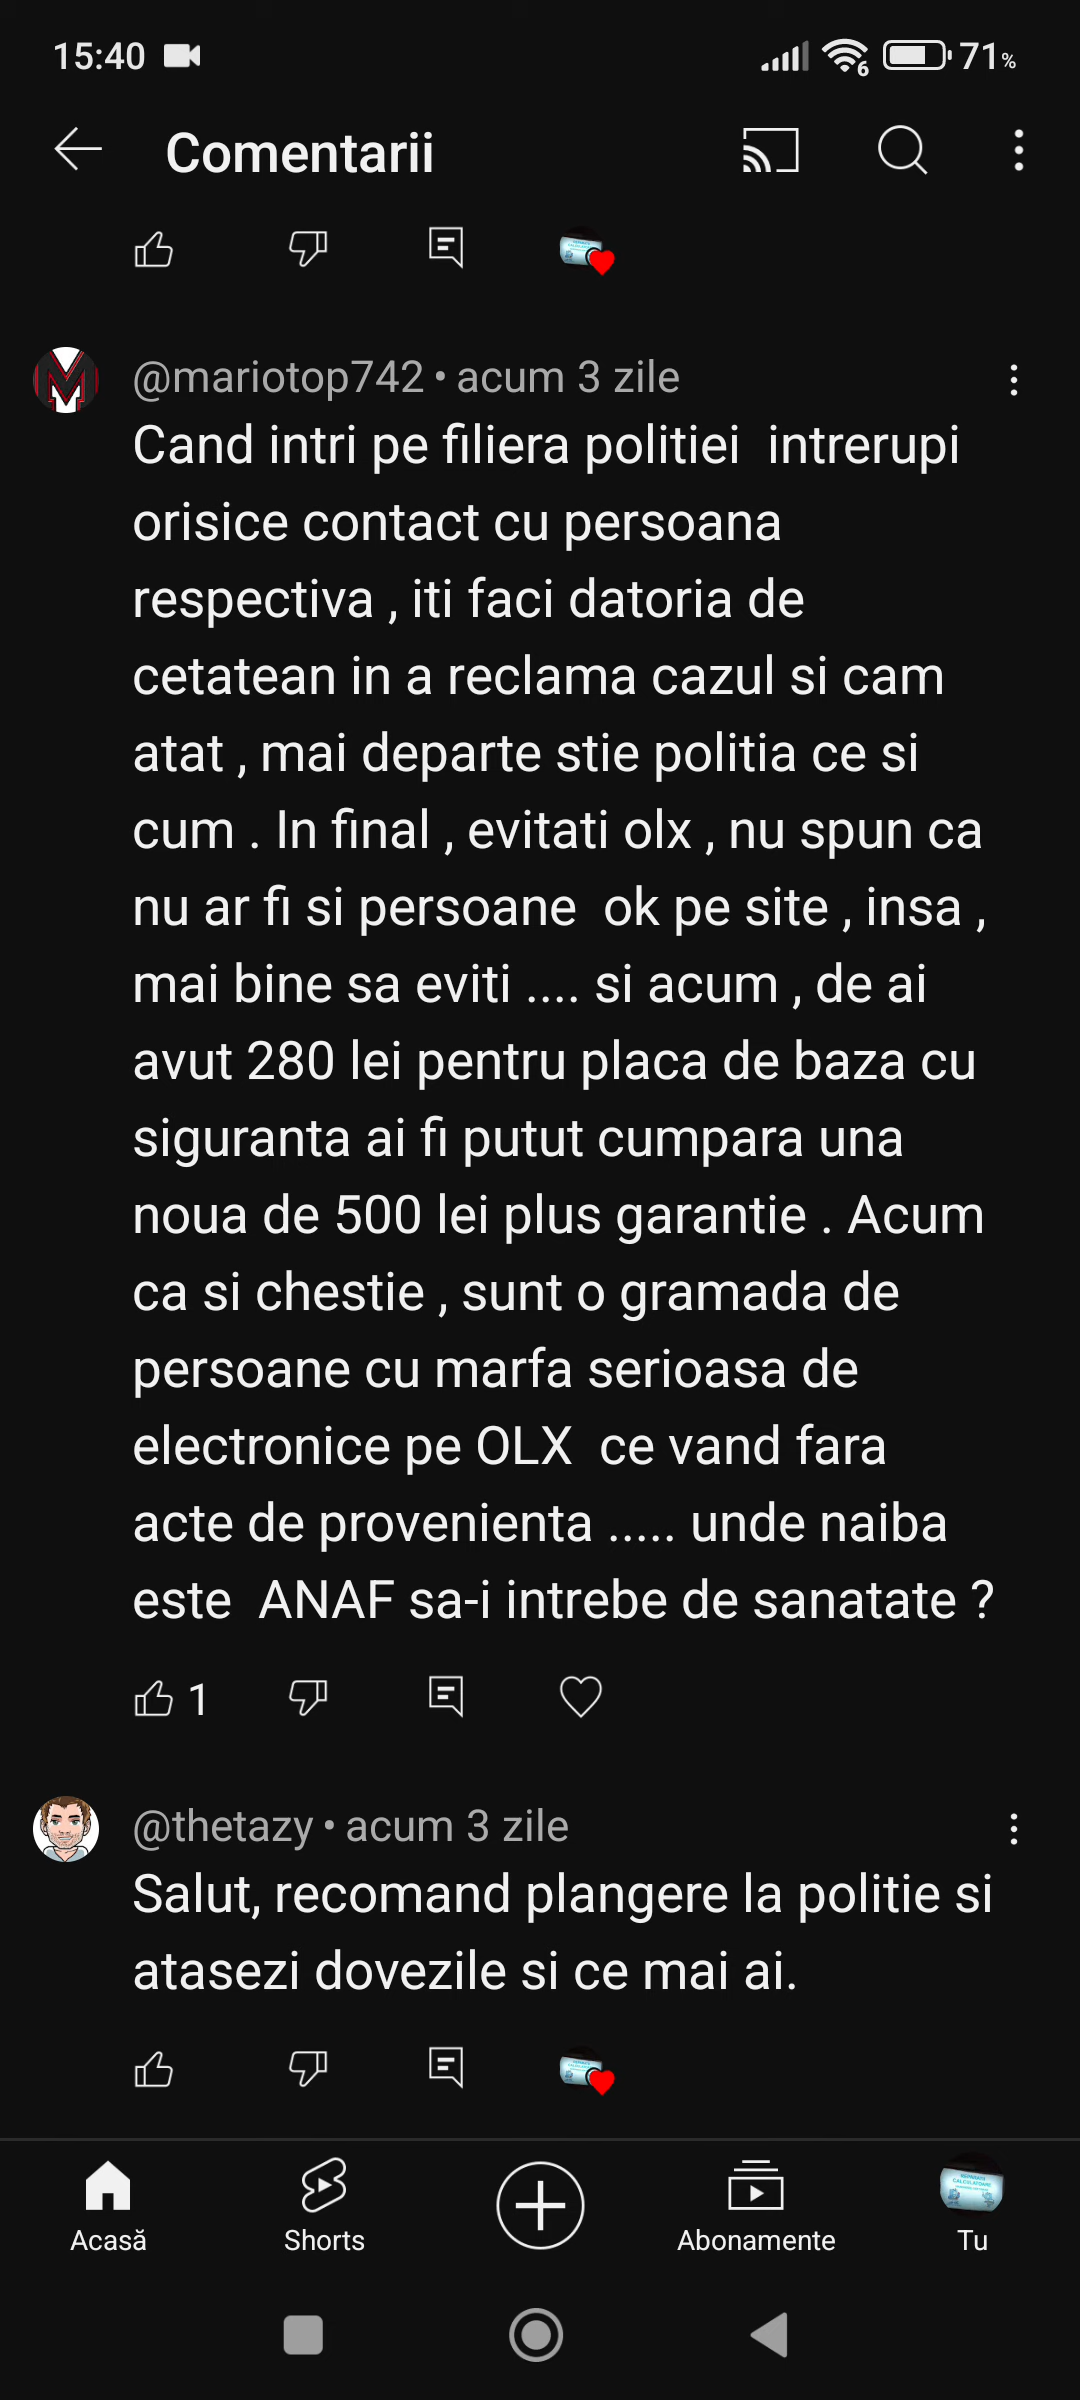 15:40 71%
Comentarii
@mariotop742 • acum 3 zile
Cand intri pe filiera politiei intrerupi
orisice contact cu persoana
respectiva , iti faci datoria de
cetatean in a reclama cazul si cam
atat , mai departe stie politia ce si
cum . In final , evitati olx , nu spun ca
nu ar fi si persoane ok pe site , insa ,
mai bine sa eviti .... si acum , de ai
avut 280 lei pentru placa de baza cu
siguranta ai fi putut cumpara una
noua de 500 lei plus garantie . Acum
ca si chestie , sunt o gramada de
persoane cu marfa serioasa de
electronice pe OLX ce vand fara
acte de provenienta ..... unde naiba
este ANAF sa-i intrebe de sanatate ?
1
@thetazy • acum 3 zile
Salut, recomand plangere la politie si
atasezi dovezile si ce mai ai.
Acasă Shorts Abonamente Tu